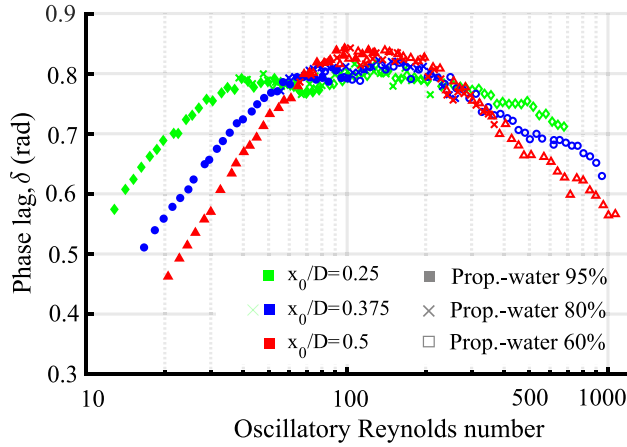 0.9
0.8
0.7
0.6
0.5
0.4
0.3
Phase lag, δ (rad)
x0/D=0.25
x0/D=0.375
x0/D=0.5
Prop.-water 95%
Prop.-water 80%
Prop.-water 60%
10
100
500
1000
Oscillatory Reynolds number